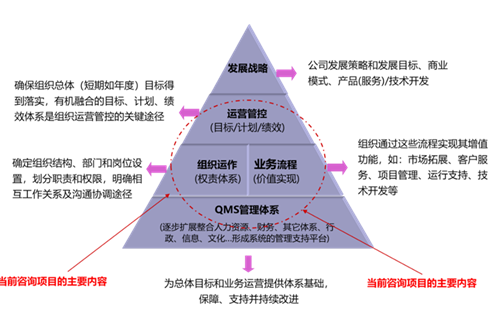 发展战略
公司发展策略和发展目标、商业
模式、产品(服务)/技术开发
确保组织总体（短期如年度）目标得
到落实，有机融合的目标、计划、绩
效体系是组织运营管控的关键途径
运营管控
(目标/计划/绩效)
组织通过这些流程实现其增值
功能，如：市场拓展、客户服
务、项目管理、运行支持、技
术开发等
确定组织结构、部门和岗位设
置，划分职责和权限，明确相
互工作关系及沟通协调途径
组织运作
(权责体系)
业务流程
(价值实现)
QMS管理体系
(逐步扩展整合人力资源、财务、其它体系、行
政、信息、文化...形成系统的管理支持平台)
当前咨询项目的主要内容
当前咨询项目的主要内容
为总体目标和业务运营提供体系基础，
保障、支持并持续改进